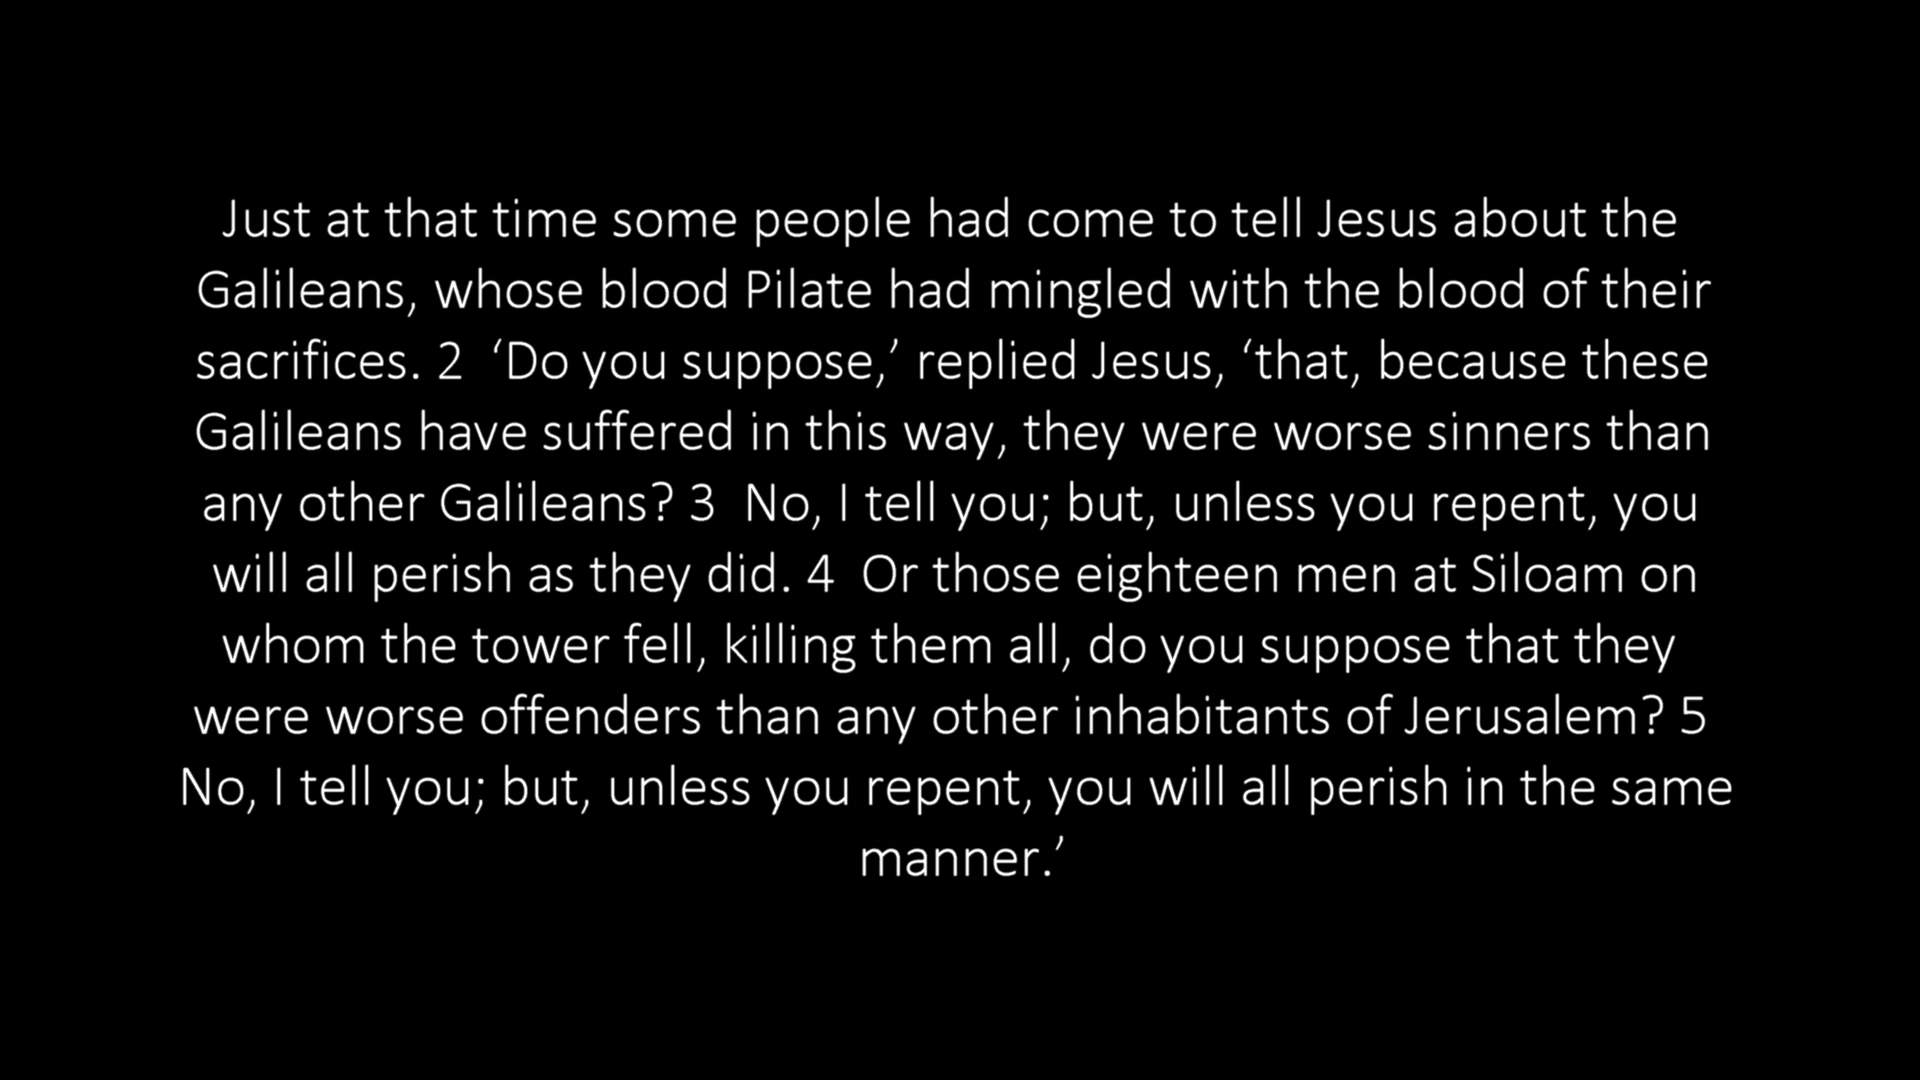 Just at that time some people had come to tell Jesus about the
Galileans, whose blood Pilate had mingled with the blood of their
sacrifices. 2  ‘Do you suppose,’ replied Jesus, ‘that, because these
Galileans have suffered in this way, they were worse sinners than
any other Galileans? 3  No, I tell you; but, unless you repent, you
will all perish as they did. 4  Or those eighteen men at Siloam on
whom the tower fell, killing them all, do you suppose that they
were worse offenders than any other inhabitants of Jerusalem? 5
No, I tell you; but, unless you repent, you will all perish in the same
manner.’